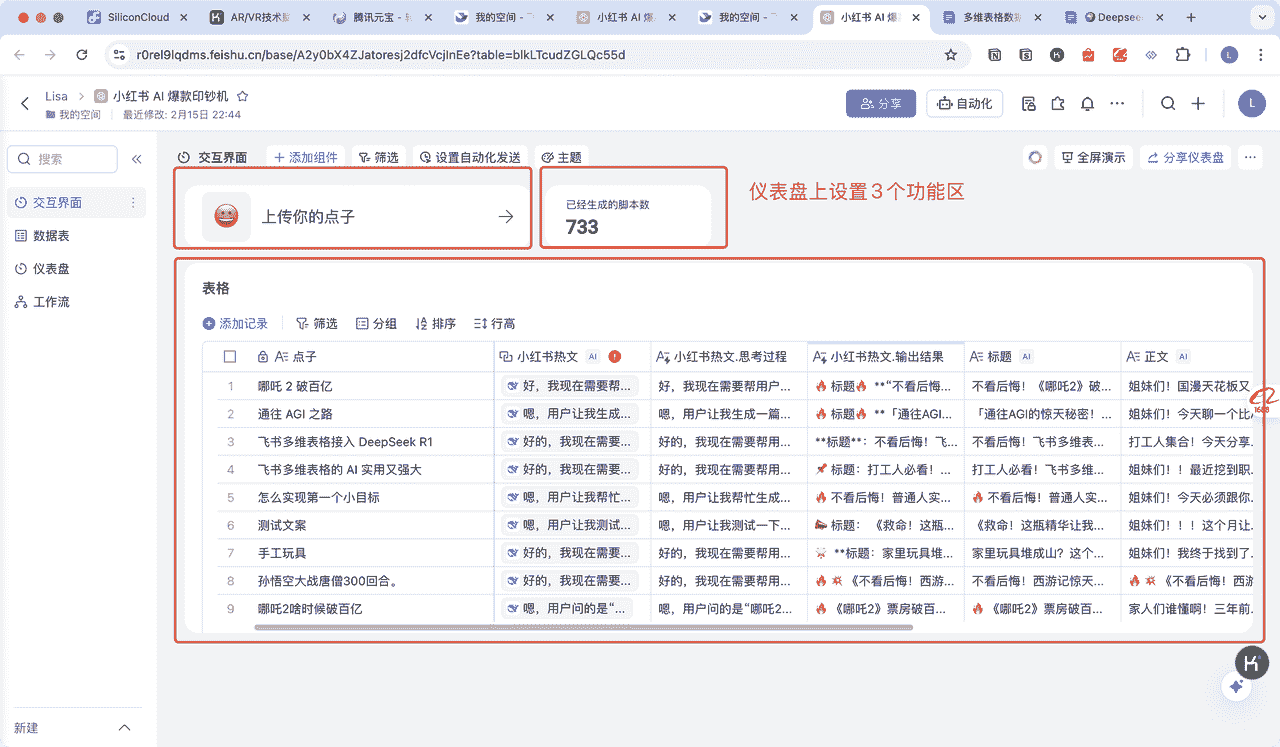 SiliconCloud
AR/VR技术
腾讯元宝 -
我的空间 -
小红书 AI 爆
我的空间 -
小红书 AI 爆
多维表格数
Deepsee
r0rel9lqdms.feishu.cn/base/A2y0bX4ZJatoresj2dfcVcjInEe?table=blkLTcudZGLQc55d
L
Lisa
小红书 AI 爆款印钞机
我的空间
最近修改: 2月15日 22:44
分享
自动化
L
搜索
交互界面
数据表
仪表盘
工作流
新建
交互界面
添加组件
筛选
设置自动化发送
主题
全屏演示
分享仪表盘
上传你的点子
已经生成的脚本数
733
仪表盘上设置3个功能区
表格
添加记录
筛选
分组
排序
行高
点子 小红书热文 AI 小红书热文.思考过程 小红书热文.输出结果 标题 AI 正文 AI
1 哪吒 2 破百亿 好，我现在需要帮... 好，我现在需要帮用户... 🔥 标题🔥 **“不看后悔... 不看后悔！《哪吒2》破... 姐妹们！国漫天花板又
2 通往 AGI 之路 嗯，用户让我生成... 嗯，用户让我生成一篇... 🔥 标题🔥 **「通往AGI... 「通往AGI的惊天秘密！... 姐妹们！今天聊一个比
3 飞书多维表格接入 DeepSeek R1 好的，我现在需要... 好的，我现在需要帮用... **标题**：不看后悔！飞... 不看后悔！飞书多维表... 打工人集合！今天分享.
4 飞书多维表格的 AI 实用又强大 好的，我现在需要... 好的，我现在需要帮用... 📌 标题：打工人必看！... 打工人必看！飞书多维... 姐妹们！！最近挖到职.
5 怎么实现第一个小目标 嗯，用户让我帮忙... 嗯，用户让我帮忙生成... 🔥 不看后悔！普通人实... 🔥 不看后悔！普通人实... 姐妹们！今天必须跟你.
6 测试文案 嗯，用户让我测试... 嗯，用户让我测试一下... 标题：《救命！这瓶... 《救命！这瓶精华让我... 姐妹们！！！这个月让.
7 手工玩具 好的，我现在需要... 好的，我现在需要帮用... **标题：家里玩具堆... 家里玩具堆成山？这个... 姐妹们！我终于找到了.
8 孙悟空大战唐僧300回合。 好的，我现在需要... 好的，我现在需要帮用... 🔥 💥 《不看后悔！西游... 不看后悔！西游记惊天... 🔥 💥 《不看后悔！西游
9 哪吒2啥时候破百亿 嗯，用户问的是“... 嗯，用户问的是“哪吒2... 🔥 《哪吒2》票房破百... 🔥 《哪吒2》票房破百... 家人们谁懂啊！三年前.
1688